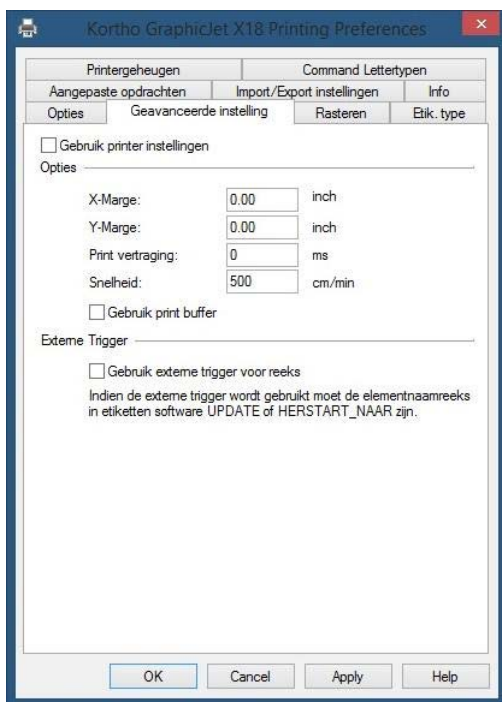 Kortho GraphicJet X18 Printing Preferences
Printergeheugen Command Lettertypen
Aangepaste opdrachten Import/Export instellingen Info
Opties Geavanceerde instelling Rasteren Etik. type
Gebruik printer instellingen
Opties
X-Marge: 0.00 inch
Y-Marge: 0.00 inch
Print vertraging: 0 ms
Snelheid: 500 cm/min
Gebruik print buffer
Externe Trigger
Gebruik externe trigger voor reeks
Indien de externe trigger wordt gebruikt moet de elementnaamreeks
in etiketten software UPDATE of HERSTART_NAAR zijn.
OK Cancel Apply Help